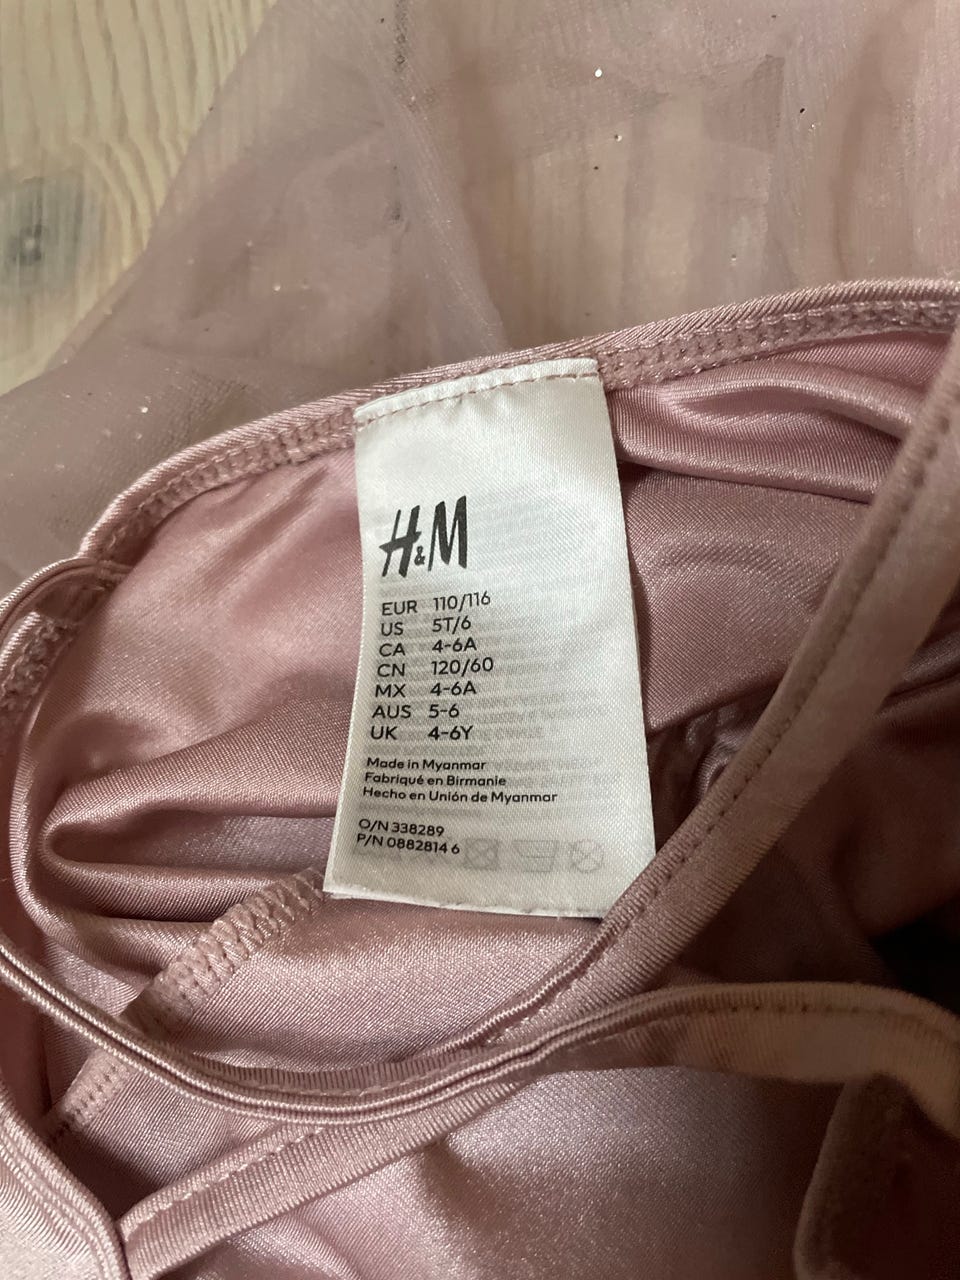 H&M
EUR 110/116
US 5T/6
CA 4-6A
CN 120/60
MX 4-6A
AUS 5-6
UK 4-6Y
Made in Myanmar
Fabriqué en Birmanie
Hecho en Unión de Myanmar
O/N 338289
P/N 0882814 6